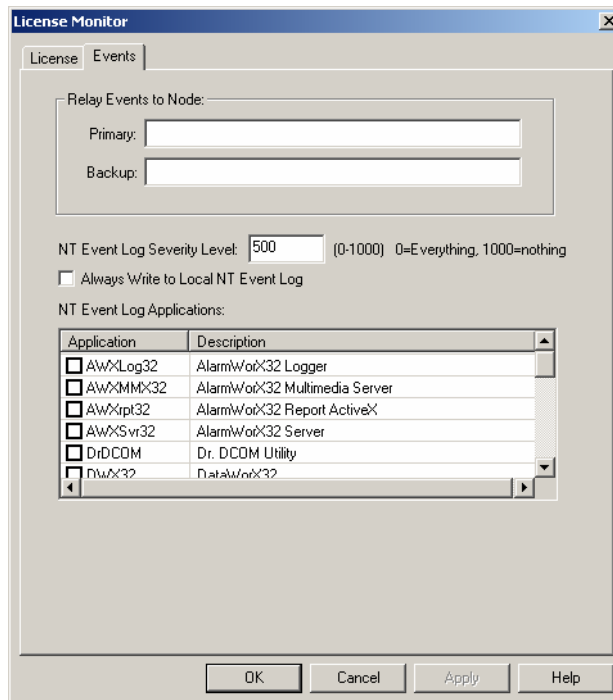 License Monitor
License Events
Relay Events to Node:
Primary:
Backup:
NT Event Log Severity Level: 500 (0-1000) 0=Everything, 1000=nothing
Always Write to Local NT Event Log
NT Event Log Applications:
Application Description
AWXLog32 AlarmWorX32 Logger
AWXMMX32 AlarmWorX32 Multimedia Server
AWXrpt32 AlarmWorX32 Report ActiveX
AWXSvr32 AlarmWorX32 Server
DrDCOM Dr. DCOM Utility
DWX32 DataWorX32
OK Cancel Apply Help